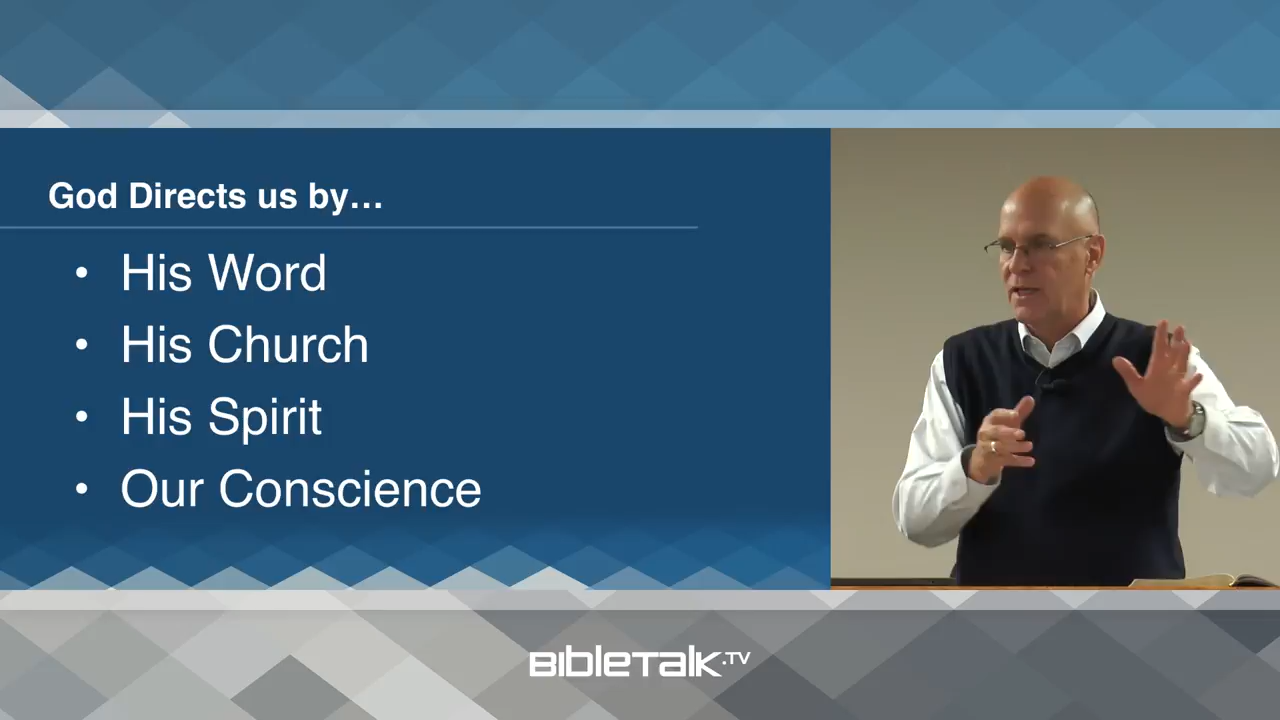 God Directs us by…
• His Word
• His Church
• His Spirit
• Our Conscience
BIBLETALK.TV